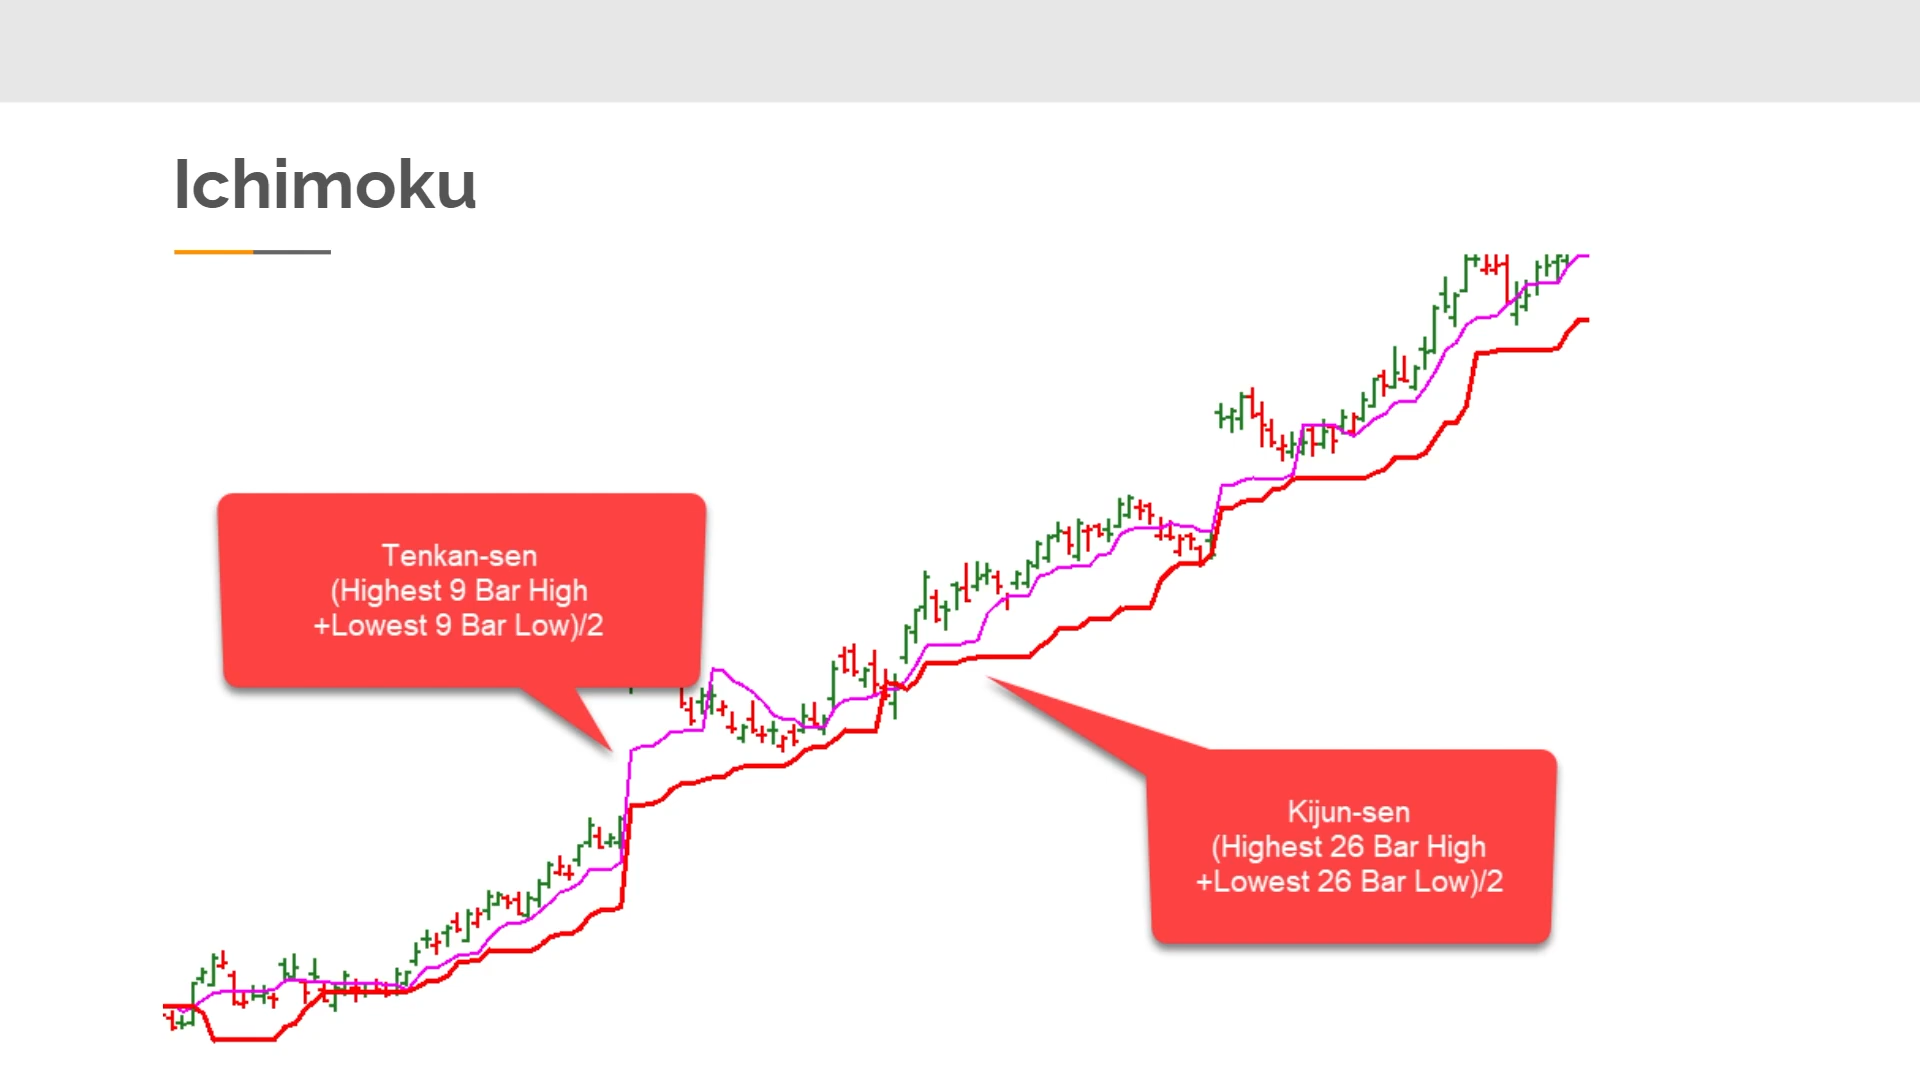 Ichimoku
Tenkan-sen
(Highest 9 Bar High
+Lowest 9 Bar Low)/2
Kijun-sen
(Highest 26 Bar High
+Lowest 26 Bar Low)/2